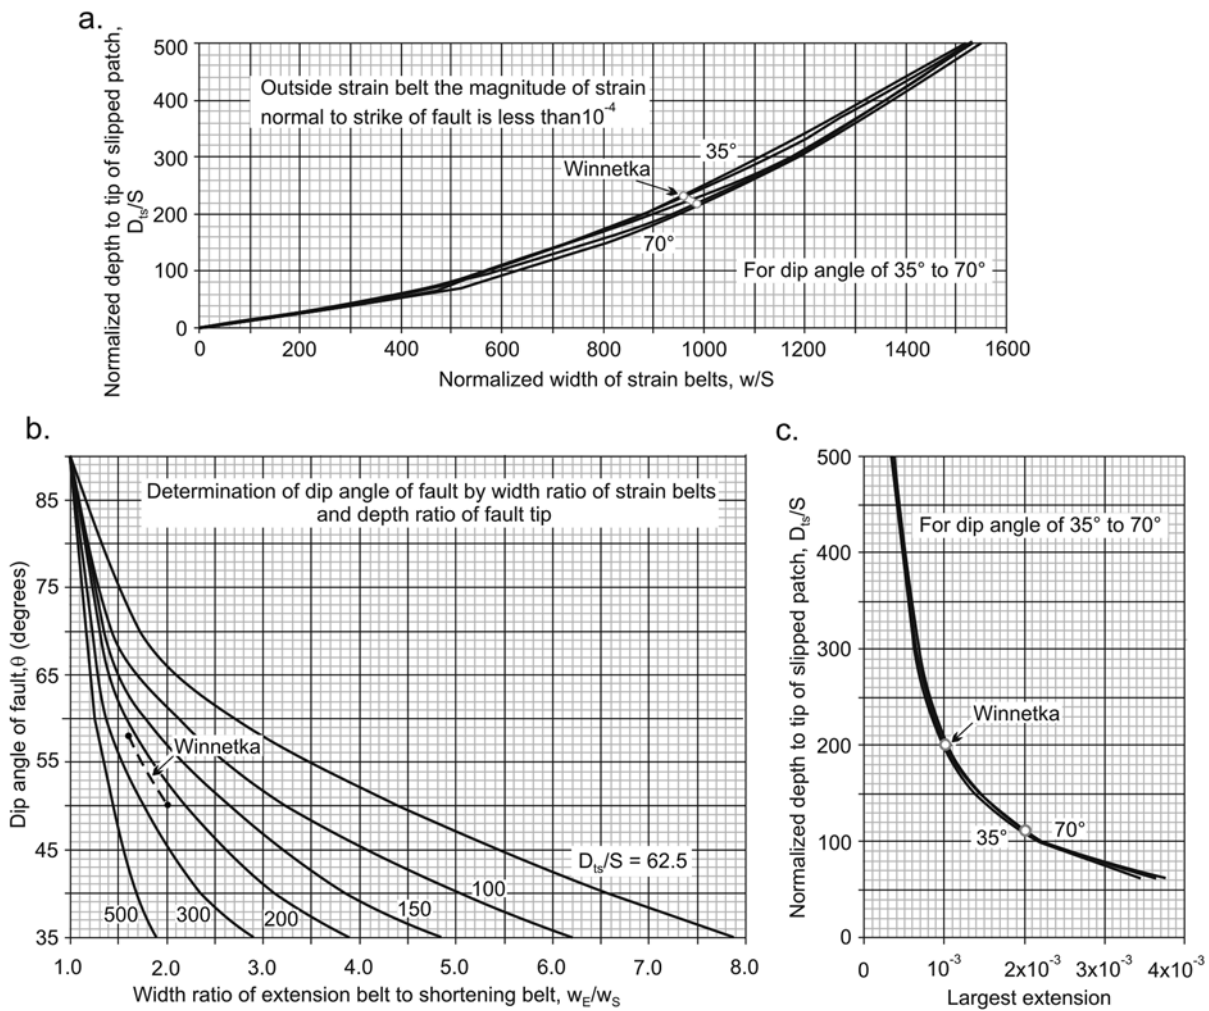 a.
Normalized depth to tip of slipped patch,
Dts/S
500
400
300
200
100
0
Outside strain belt the magnitude of strain
normal to strike of fault is less than10-4
35°
Winnetka
70°
For dip angle of 35° to 70°
0 200 400 600 800 1000 1200 1400 1600
Normalized width of strain belts, w/S
b.
Dip angle of fault,θ (degrees)
85
75
65
55
45
35
Determination of dip angle of fault by width ratio of strain belts
and depth ratio of fault tip
Winnetka
Dts/S = 62.5
100
150
200
300
500
1.0 2.0 3.0 4.0 5.0 6.0 7.0 8.0
Width ratio of extension belt to shortening belt, wE/wS
c.
Normalized depth to tip of slipped patch, Dts/S
500
400
300
200
100
0
For dip angle of 35° to 70°
Winnetka
35°
70°
0 10-3 2x10-3 3x10-3 4x10-3
Largest extension